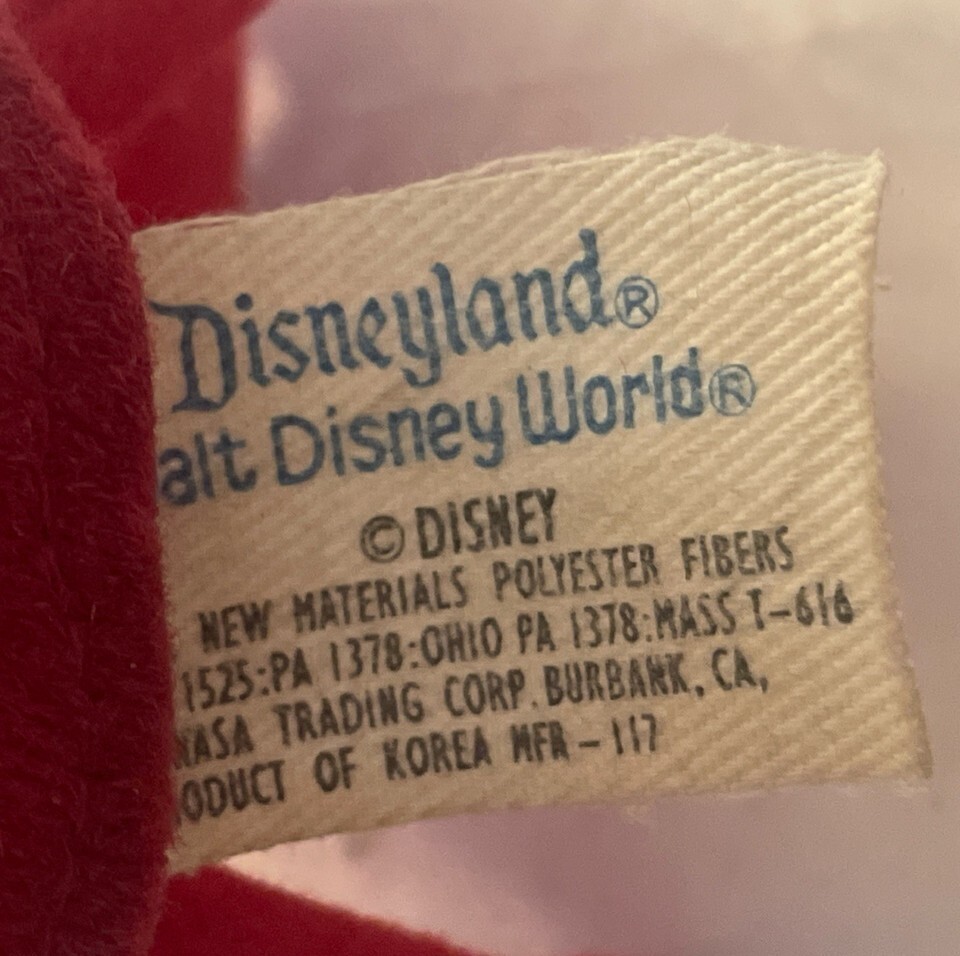 Disneyland®
alt Disney World®
© DISNEY
NEW MATERIALS POLYESTER FIBERS
1525:PA 1378:OHIO PA 1378:MASS T-616
ASA TRADING CORP. BURBANK, CA,
ODUCT OF KOREA MFR-117